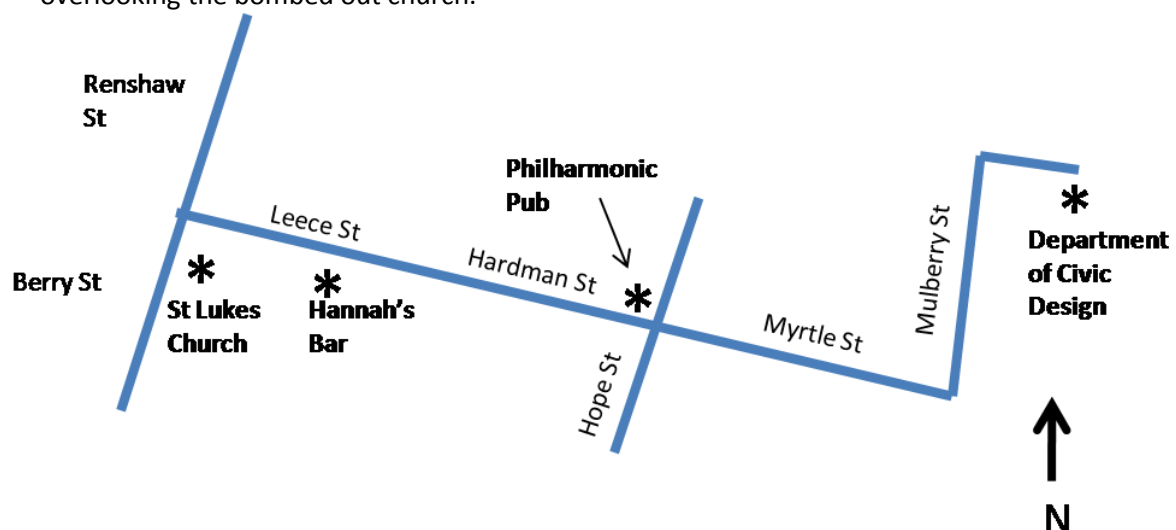 overlooking the bombed out church.
Renshaw
St
Philharmonic
Pub
Leece St
Hardman St
Mulberry St
Department
of Civic
Design
Berry St
St Lukes
Church
Hannah's
Bar
Myrtle St
Hope St
N